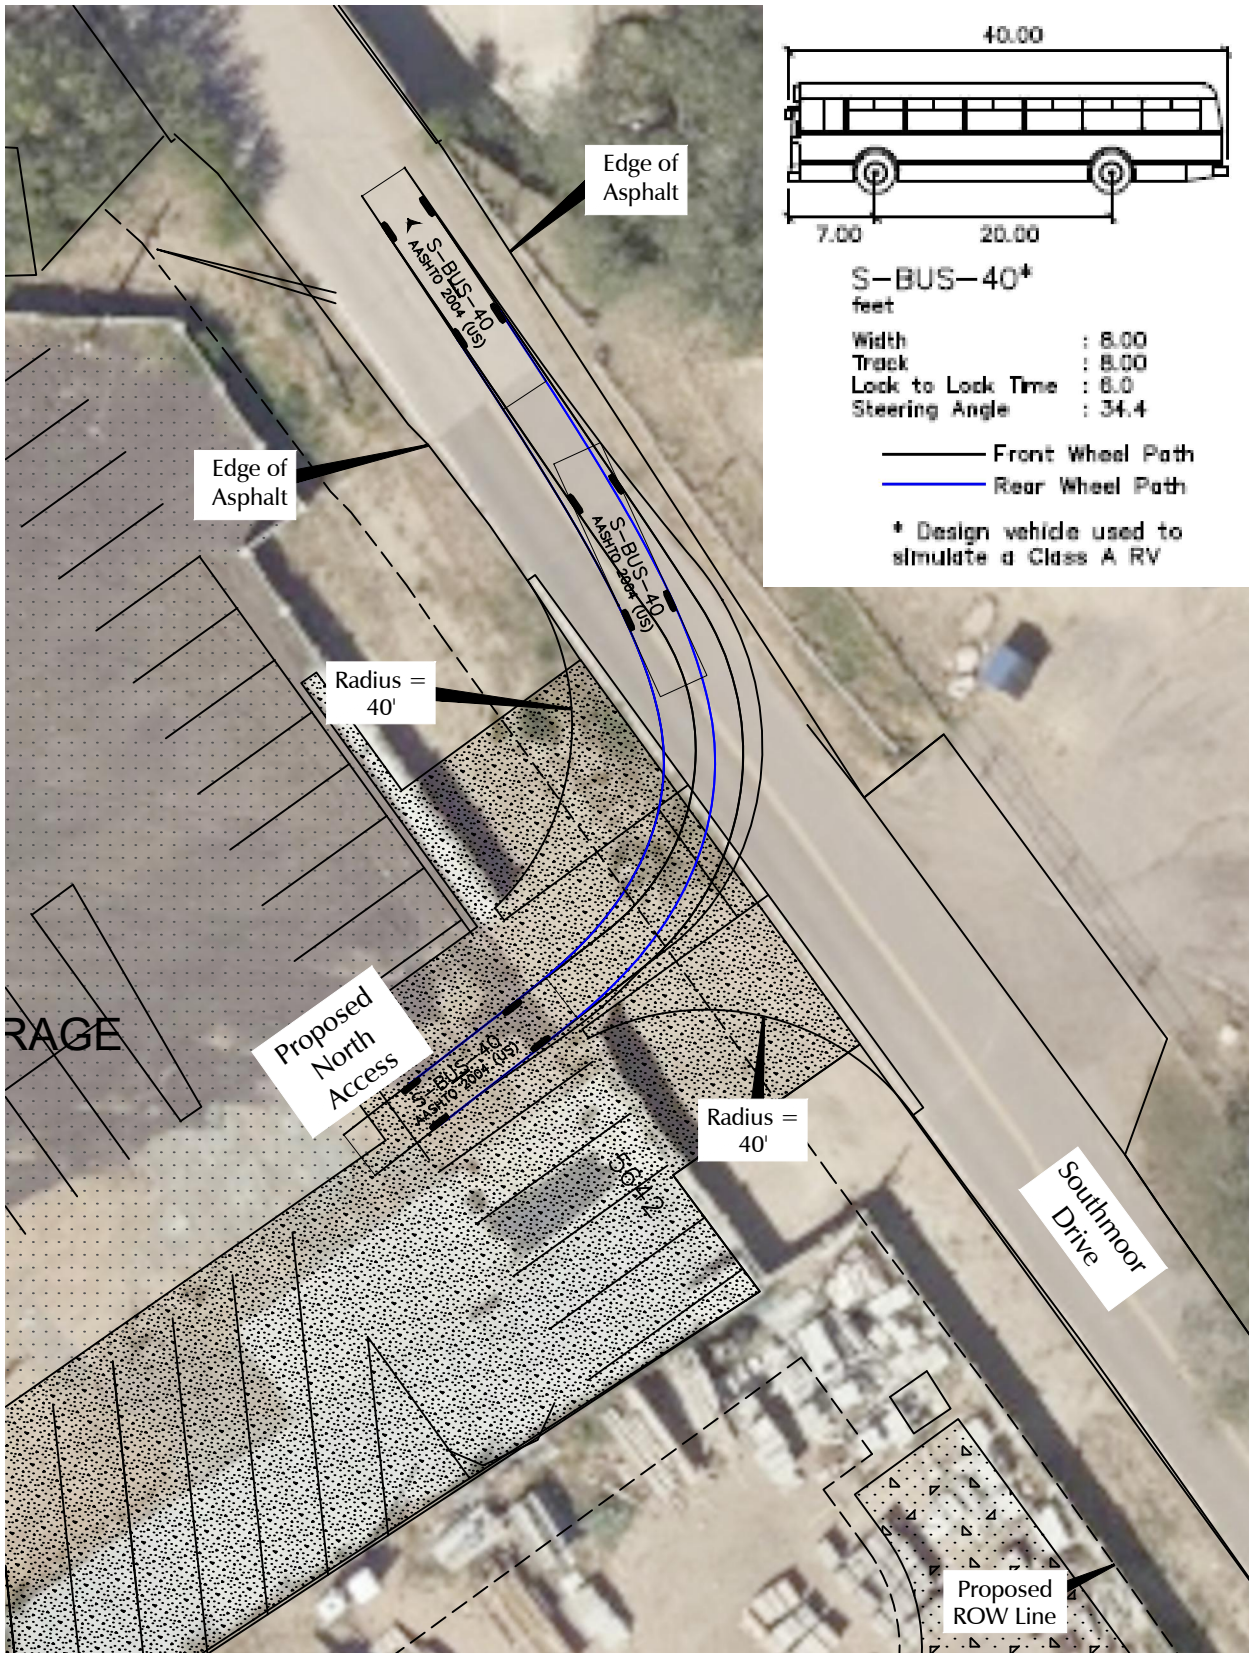 40.00
7.00
20.00
S-BUS-40*
feet
Width : 8.00
Track : 8.00
Lock to Lock Time : 6.0
Steering Angle : 34.4
Front Wheel Path
Rear Wheel Path
* Design vehicle used to
simulate a Class A RV
Edge of
Asphalt
S-BUS-40
AASHTO 2004 (US)
Edge of
Asphalt
S-BUS-40
AASHTO 2004 (US)
Radius =
40'
Proposed
North
Access
RAGE
S-BUS-40
AASHTO 2004 (US)
Radius =
40'
5642
Southmoor
Drive
Proposed
ROW Line